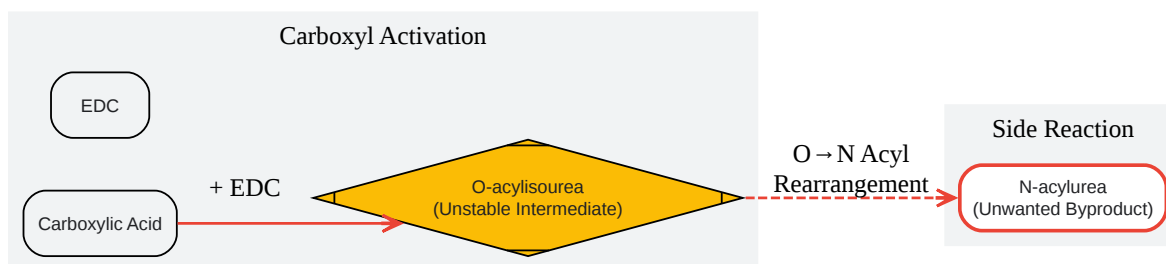 Carboxyl Activation
EDC
Carboxylic Acid
+ EDC
O-acylisourea
(Unstable Intermediate)
O→N Acyl
Rearrangement
Side Reaction
N-acylurea
(Unwanted Byproduct)